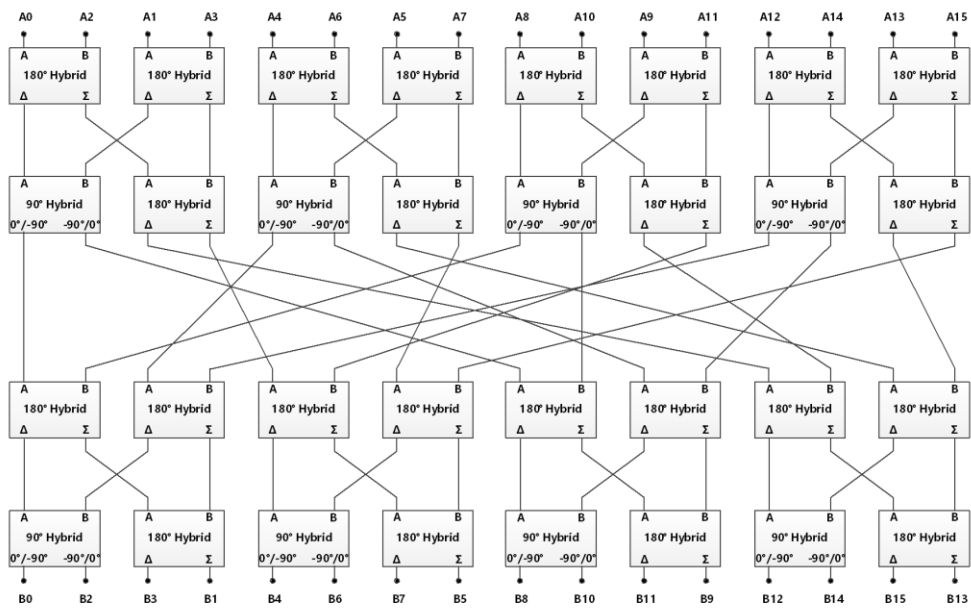 A0 A2 A1 A3 A4 A6 A5 A7 A8 A10 A9 A11 A12 A14 A13 A15
A B A B A B A B A B A B A B A B
180° Hybrid 180° Hybrid 180° Hybrid 180° Hybrid 180° Hybrid 180° Hybrid 180° Hybrid 180° Hybrid
Δ Σ Δ Σ Δ Σ Δ Σ Δ Σ Δ Σ Δ Σ Δ Σ
A B A B A B A B A B A B A B A B
90° Hybrid 180° Hybrid 90° Hybrid 180° Hybrid 90° Hybrid 180° Hybrid 90° Hybrid 180° Hybrid
0°/-90° -90°/0° Δ Σ 0°/-90° -90°/0° Δ Σ 0°/-90° -90°/0° Δ Σ 0°/-90° -90°/0° Δ Σ
A B A B A B A B A B A B A B A B
180° Hybrid 180° Hybrid 180° Hybrid 180° Hybrid 180° Hybrid 180° Hybrid 180° Hybrid 180° Hybrid
Δ Σ Δ Σ Δ Σ Δ Σ Δ Σ Δ Σ Δ Σ Δ Σ
A B A B A B A B A B A B A B A B
90° Hybrid 180° Hybrid 90° Hybrid 180° Hybrid 90° Hybrid 180° Hybrid 90° Hybrid 180° Hybrid
0°/-90° -90°/0° Δ Σ 0°/-90° -90°/0° Δ Σ 0°/-90° -90°/0° Δ Σ 0°/-90° -90°/0° Δ Σ
B0 B2 B3 B1 B4 B6 B7 B5 B8 B10 B11 B9 B12 B14 B15 B13